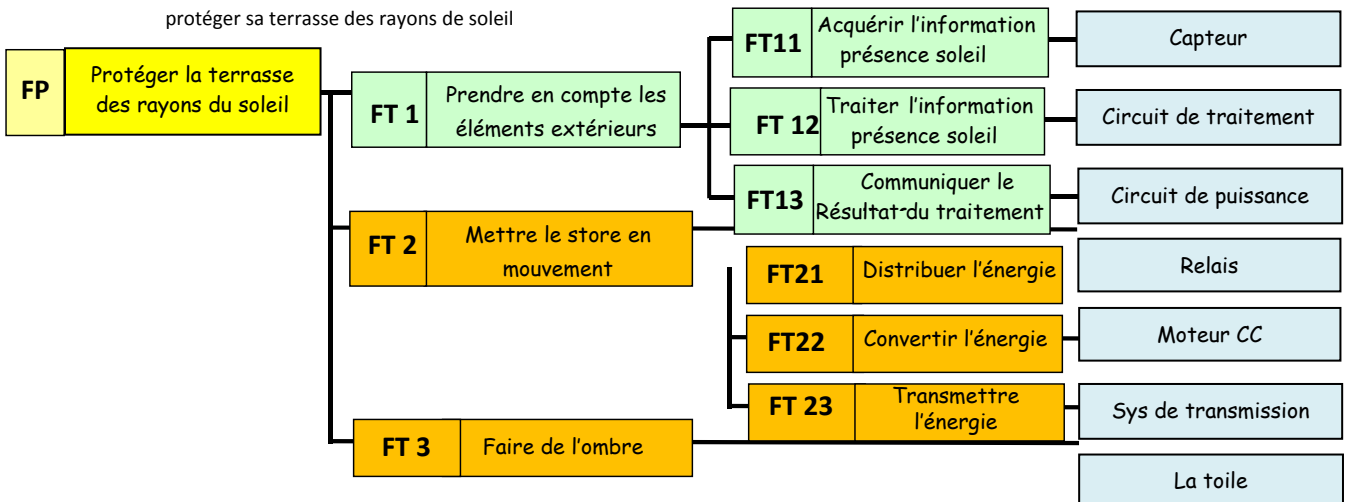 protéger sa terrasse des rayons de soleil
FP
Protéger la terrasse
des rayons du soleil
FT 1
Prendre en compte les
éléments extérieurs
FT11
Acquérir l'information
présence soleil
Capteur
FT 12
Traiter l'information
présence soleil
Circuit de traitement
FT13
Communiquer le
Résultat du traitement
Circuit de puissance
FT 2
Mettre le store en
mouvement
FT21
Distribuer l'énergie
Relais
FT22
Convertir l'énergie
Moteur CC
FT 23
Transmettre
l'énergie
Sys de transmission
FT 3
Faire de l'ombre
La toile